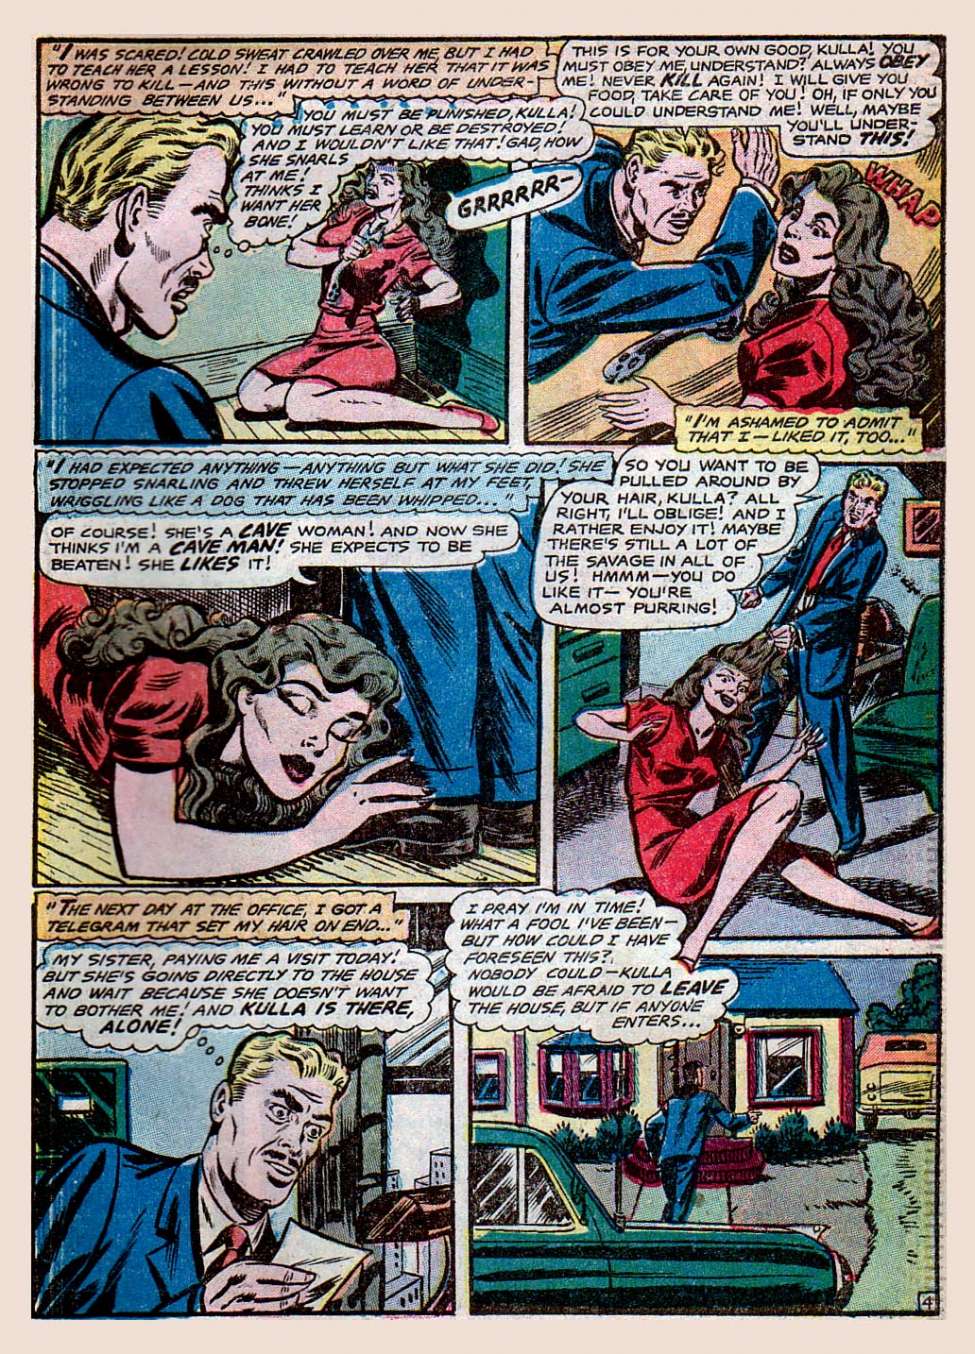 "I WAS SCARED! COLD SWEAT CRAWLED OVER ME, BUT I HAD
TO TEACH HER A LESSON! I HAD TO TEACH HER THAT IT WAS
WRONG TO KILL—AND THIS WITHOUT A WORD OF UNDER-
STANDING BETWEEN US..."
YOU MUST BE PUNISHED, KULLA!
YOU MUST LEARN OR BE DESTROYED!
AND I WOULDN'T LIKE THAT! GAD, HOW
SHE SNARLS
AT ME!
THINKS I
WANT HER
BONE!
GRRRRRR-
THIS IS FOR YOUR OWN GOOD, KULLA! YOU
MUST OBEY ME, UNDERSTAND? ALWAYS OBEY
ME! NEVER KILL AGAIN! I WILL GIVE YOU
FOOD, TAKE CARE OF YOU! OH, IF ONLY YOU
COULD UNDERSTAND ME! WELL, MAYBE
YOU'LL UNDER-
STAND THIS!
WHAP
"I'M ASHAMED TO ADMIT
THAT I—LIKED IT, TOO..."
"I HAD EXPECTED ANYTHING—ANYTHING BUT WHAT SHE DID! SHE
STOPPED SNARLING AND THREW HERSELF AT MY FEET,
WRIGGLING LIKE A DOG THAT HAS BEEN WHIPPED..."
OF COURSE! SHE'S A CAVE WOMAN! AND NOW SHE
THINKS I'M A CAVE MAN! SHE EXPECTS TO BE
BEATEN! SHE LIKES IT!
SO YOU WANT TO BE
PULLED AROUND BY
YOUR HAIR, KULLA? ALL
RIGHT, I'LL OBLIGE! AND I
RATHER ENJOY IT! MAYBE
THERE'S STILL A LOT OF
THE SAVAGE IN ALL OF
US! HMMM—YOU DO
LIKE IT—YOU'RE
ALMOST PURRING!
"THE NEXT DAY AT THE OFFICE, I GOT A
TELEGRAM THAT SET MY HAIR ON END..."
MY SISTER, PAYING ME A VISIT TODAY!
BUT SHE'S GOING DIRECTLY TO THE HOUSE
AND WAIT BECAUSE SHE DOESN'T WANT
TO BOTHER ME! AND KULLA IS THERE,
ALONE!
I PRAY I'M IN TIME!
WHAT A FOOL I'VE BEEN—
BUT HOW COULD I HAVE
FORESEEN THIS?
NOBODY COULD—KULLA
WOULD BE AFRAID TO LEAVE
THE HOUSE, BUT IF ANYONE
ENTERS...
4